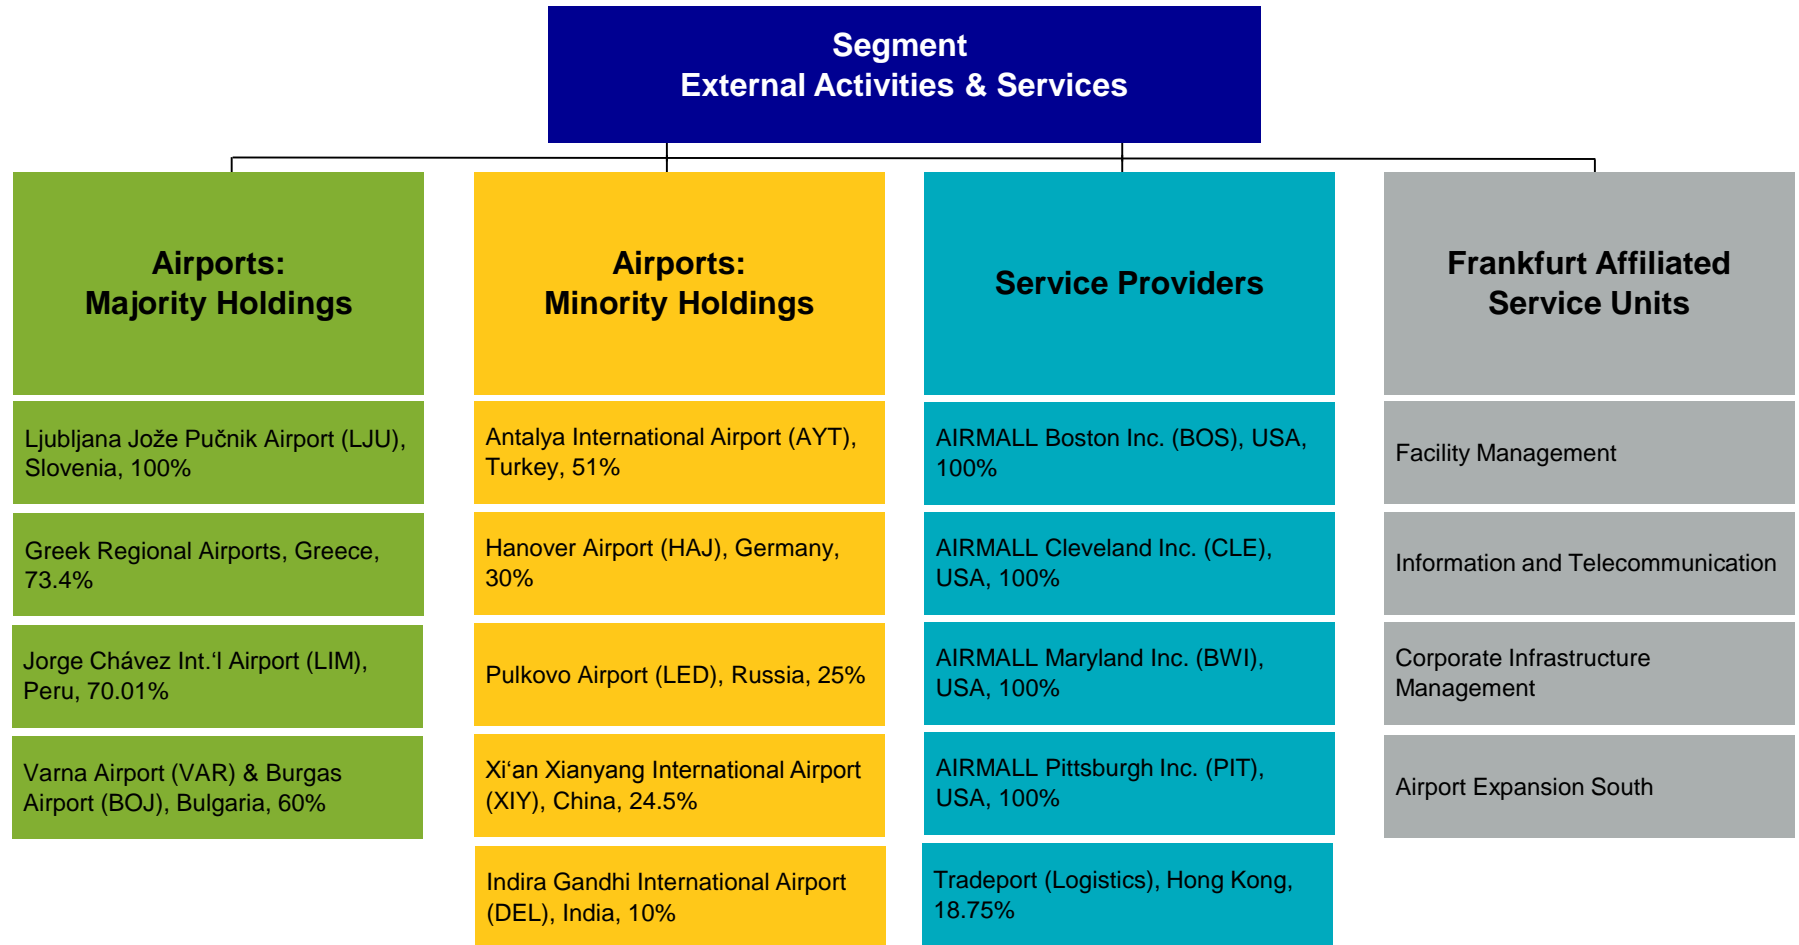 Segment
External Activities & Services
Airports:
Majority Holdings
Ljubljana Jože Pučnik Airport (LJU),
Slovenia, 100%
Greek Regional Airports, Greece,
73.4%
Jorge Chávez Int.‘l Airport (LIM),
Peru, 70.01%
Varna Airport (VAR) & Burgas
Airport (BOJ), Bulgaria, 60%
Airports:
Minority Holdings
Antalya International Airport (AYT),
Turkey, 51%
Hanover Airport (HAJ), Germany,
30%
Pulkovo Airport (LED), Russia, 25%
Xi‘an Xianyang International Airport
(XIY), China, 24.5%
Indira Gandhi International Airport
(DEL), India, 10%
Service Providers
AIRMALL Boston Inc. (BOS), USA,
100%
AIRMALL Cleveland Inc. (CLE),
USA, 100%
AIRMALL Maryland Inc. (BWI),
USA, 100%
AIRMALL Pittsburgh Inc. (PIT),
USA, 100%
Tradeport (Logistics), Hong Kong,
18.75%
Frankfurt Affiliated
Service Units
Facility Management
Information and Telecommunication
Corporate Infrastructure
Management
Airport Expansion South